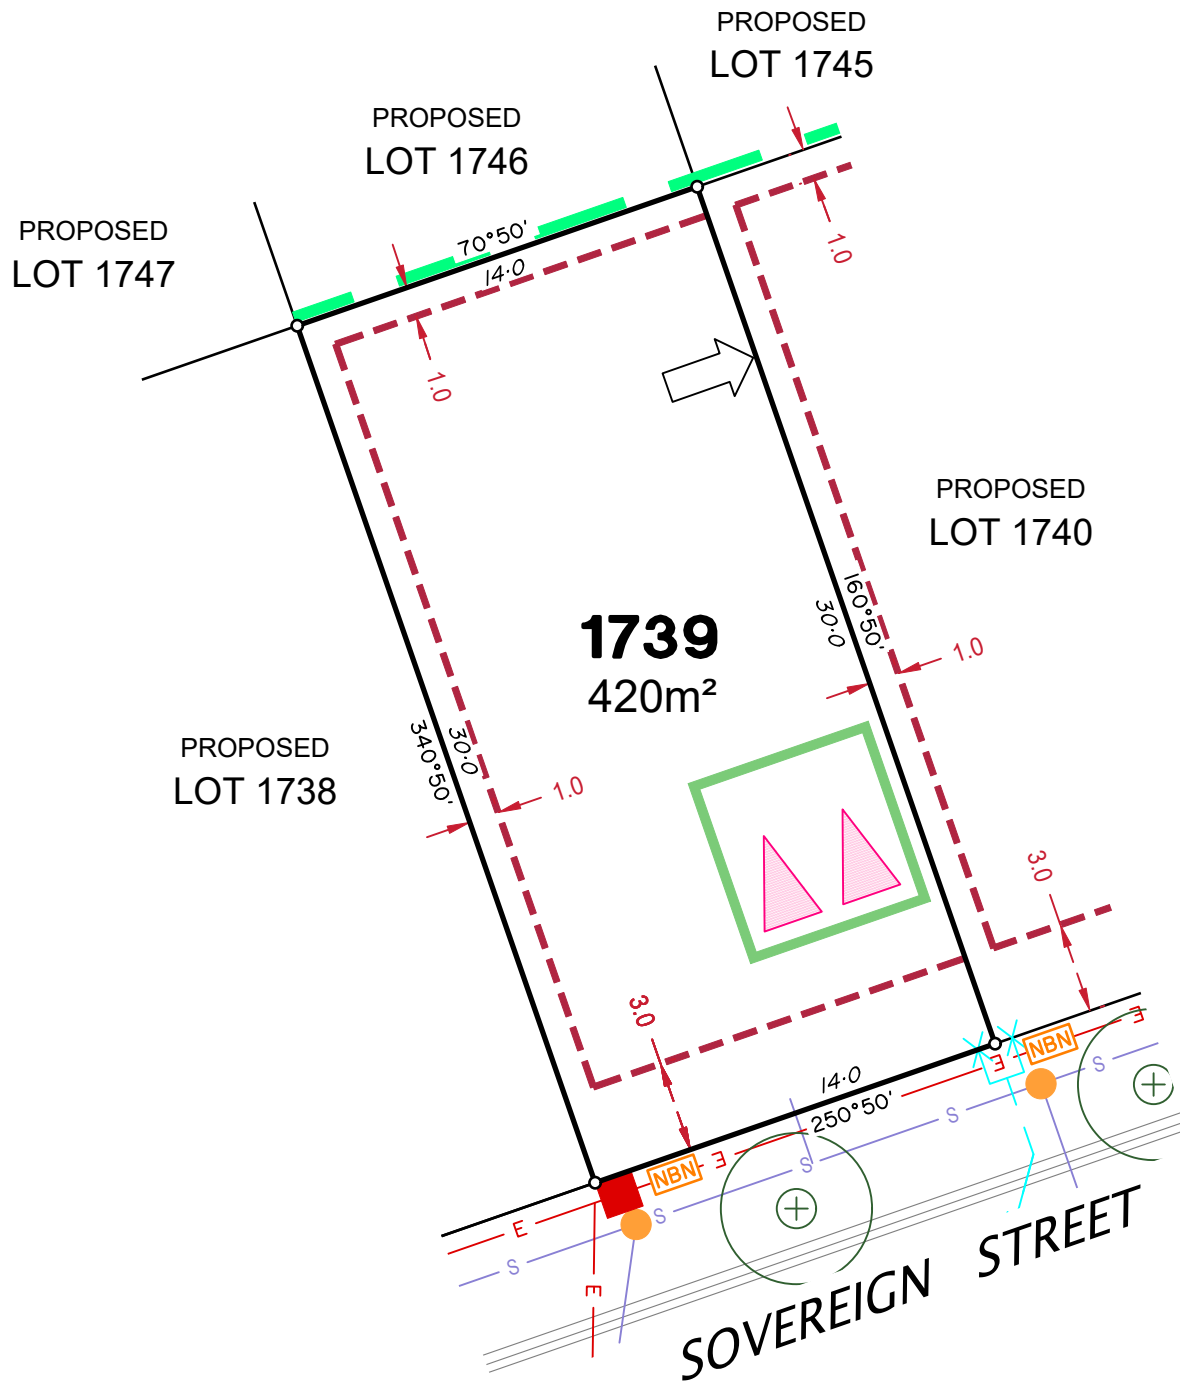 PROPOSED
LOT 1745
PROPOSED
LOT 1746
PROPOSED
LOT 1747
70°50'
14·0
1.0
1.0
PROPOSED
LOT 1740
160°50'
30·0
1739
420m²
1.0
PROPOSED
LOT 1738
340°50'
30·0
1.0
3.0
3.0
14·0
250°50'
E
NBN
E
S
S
NBN
E
S
S
E
S
E
SOVEREIGN STREET